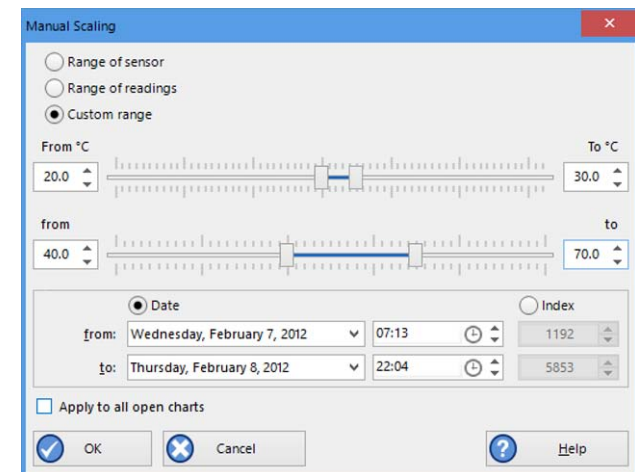 Manual Scaling
Range of sensor
Range of readings
Custom range
From °C To °C
20.0 30.0
from to
40.0 70.0
Date Index
from: Wednesday, February 7, 2012 07:13 1192
to: Thursday, February 8, 2012 22:04 5853
Apply to all open charts
OK Cancel Help